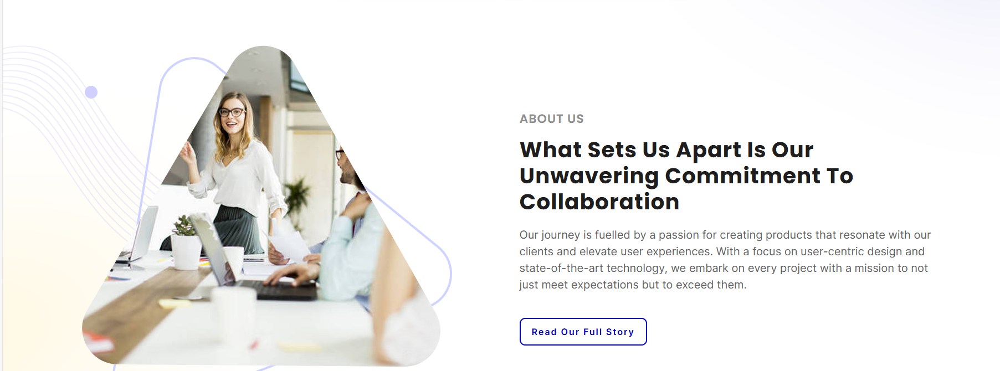 ABOUT US
What Sets Us Apart Is Our
Unwavering Commitment To
Collaboration
Our journey is fuelled by a passion for creating products that resonate with our
clients and elevate user experiences. With a focus on user-centric design and
state-of-the-art technology, we embark on every project with a mission to not
just meet expectations but to exceed them.
Read Our Full Story